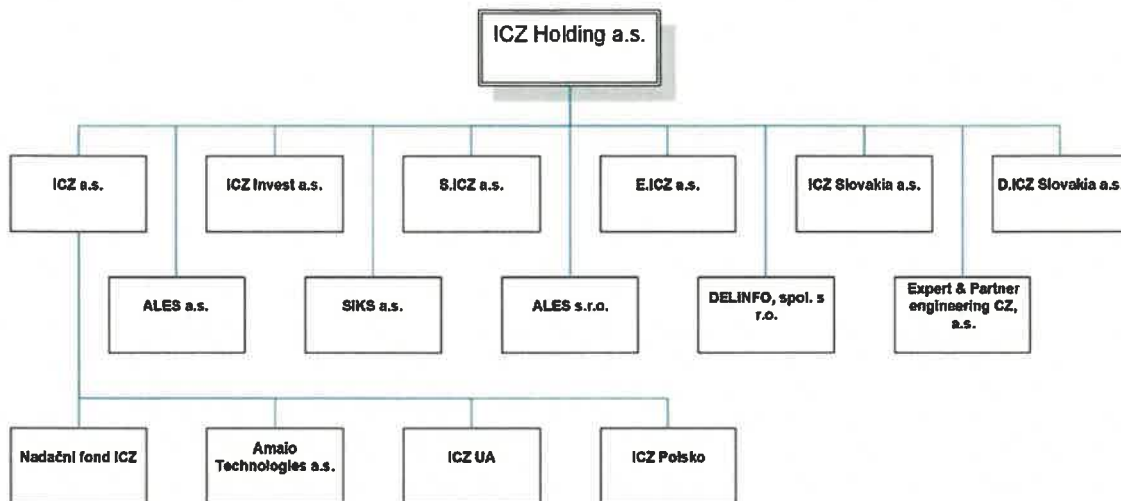 ICZ Holding a.s.
ICZ a.s.
ICZ Invest a.s.
S.ICZ a.s.
E.ICZ a.s.
ICZ Slovakia a.s.
D.ICZ Slovakia a.s.
ALES a.s.
SIKS a.s.
ALES s.r.o.
DELINFO, spol. s
r.o.
Expert & Partner
engineering CZ,
a.s.
Nadační fond ICZ
Amaio
Technologies a.s.
ICZ UA
ICZ Polsko